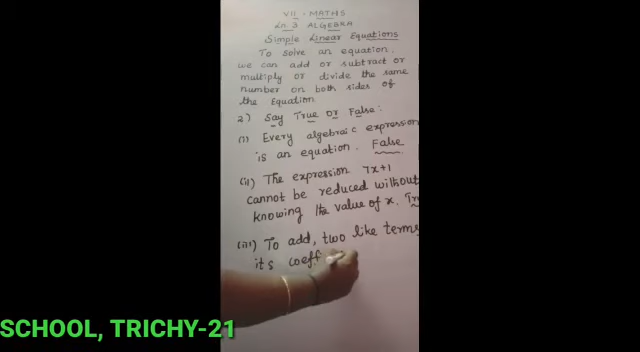 VII - MATHS
Ln. 3 ALGEBRA
Simple Linear Equations
To solve an equation,
we can add or subtract or
multiply or divide the same
number on both sides of
the Equation
2) Say True or False:
(i) Every algebraic expression
is an equation. False
(ii) The expression 7x+1
cannot be reduced without
knowing the value of x. Tr
(iii) To add, two like terms
its coeff
SCHOOL, TRICHY-21